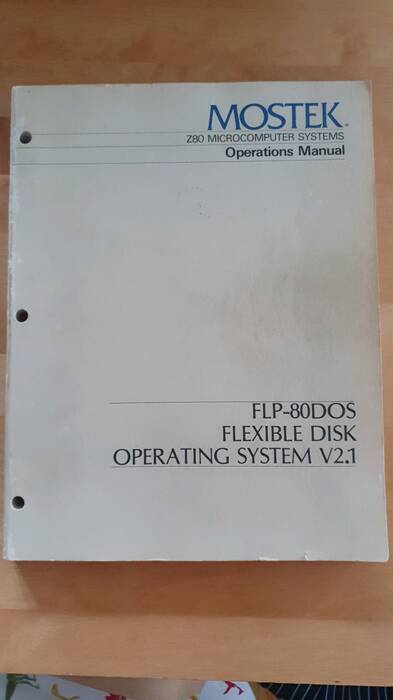 MOSTEK®
Z80 MICROCOMPUTER SYSTEMS
Operations Manual
FLP-80DOS
FLEXIBLE DISK
OPERATING SYSTEM V2.1